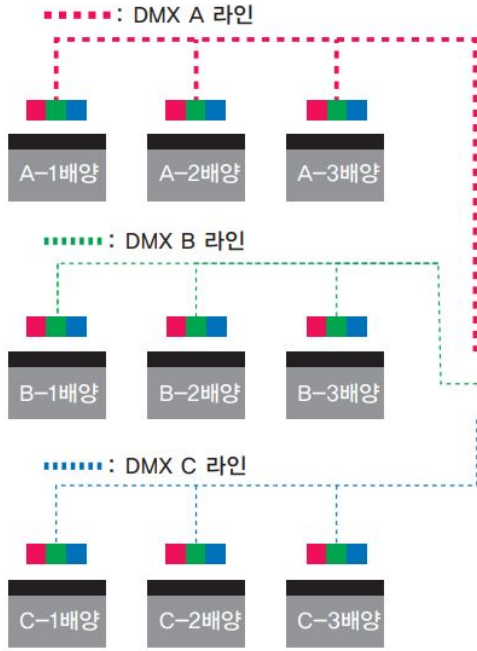 : DMX A 라인
A-1배양 A-2배양 A-3배양
: DMX B 라인
B-1배양 B-2배양 B-3배양
: DMX C 라인
C-1배양 C-2배양 C-3배양